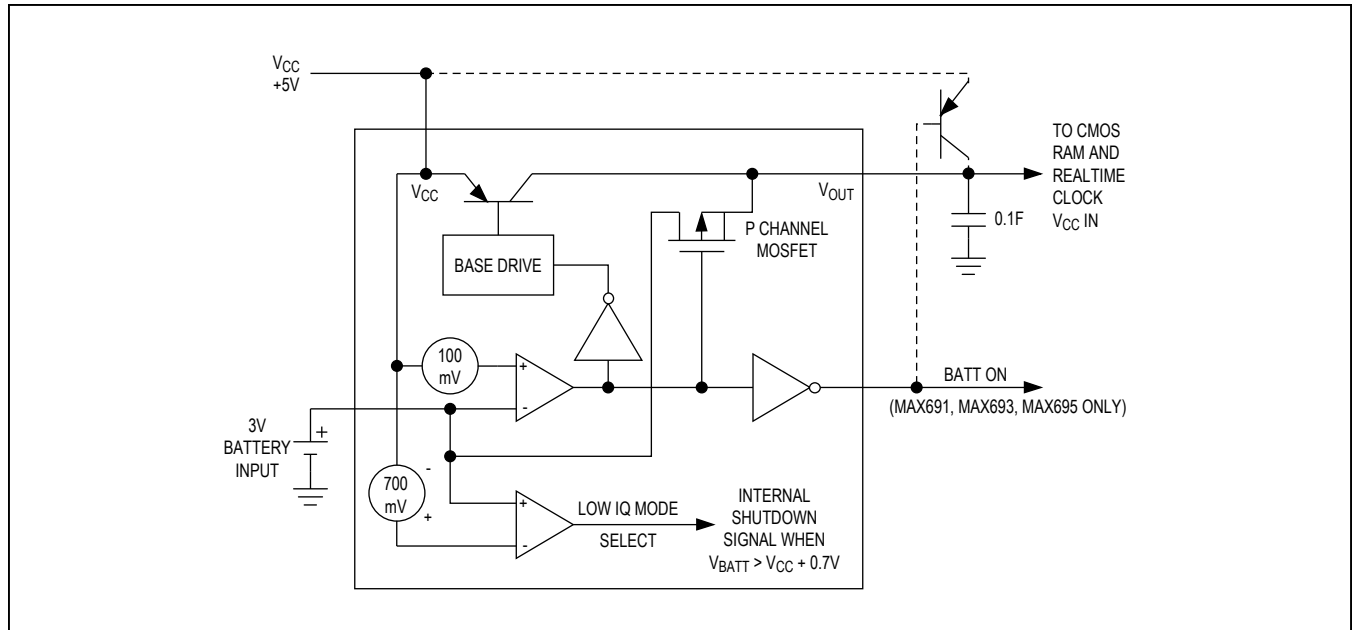 VCC
+5V
TO CMOS
RAM AND
REALTIME
CLOCK
VCC IN
VCC
VOUT
0.1F
P CHANNEL
MOSFET
BASE DRIVE
100
mV
+
-
BATT ON
(MAX691, MAX693, MAX695 ONLY)
3V
BATTERY
INPUT
+
700
mV
-
+
+
-
LOW IQ MODE
SELECT
INTERNAL
SHUTDOWN
SIGNAL WHEN
VBATT > VCC + 0.7V